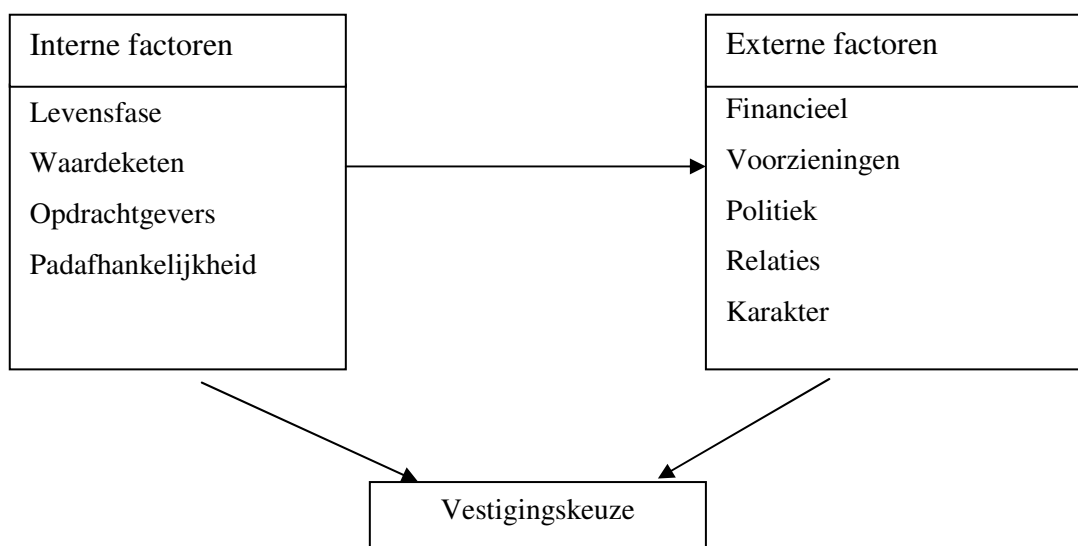 Interne factoren
Levensfase
Waardeketen
Opdrachtgevers
Padafhankelijkheid
Externe factoren
Financieel
Voorzieningen
Politiek
Relaties
Karakter
Vestigingskeuze